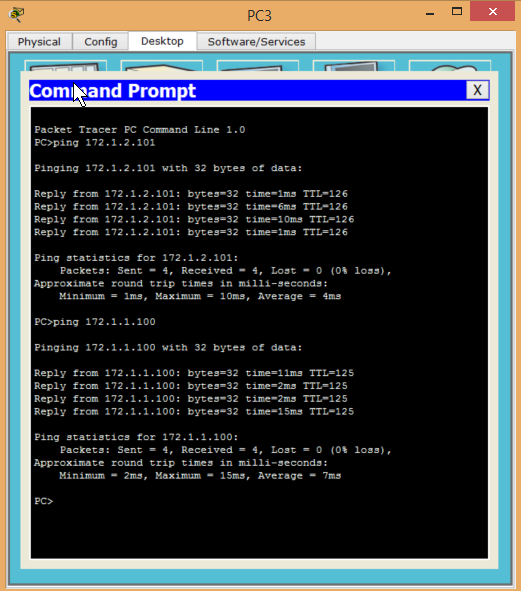 PC3
Physical Config Desktop Software/Services
Command Prompt X
Packet Tracer PC Command Line 1.0
PC>ping 172.1.2.101
Pinging 172.1.2.101 with 32 bytes of data:
Reply from 172.1.2.101: bytes=32 time=1ms TTL=126
Reply from 172.1.2.101: bytes=32 time=6ms TTL=126
Reply from 172.1.2.101: bytes=32 time=10ms TTL=126
Reply from 172.1.2.101: bytes=32 time=1ms TTL=126
Ping statistics for 172.1.2.101:
Packets: Sent = 4, Received = 4, Lost = 0 (0% loss),
Approximate round trip times in milli-seconds:
Minimum = 1ms, Maximum = 10ms, Average = 4ms
PC>ping 172.1.1.100
Pinging 172.1.1.100 with 32 bytes of data:
Reply from 172.1.1.100: bytes=32 time=11ms TTL=125
Reply from 172.1.1.100: bytes=32 time=2ms TTL=125
Reply from 172.1.1.100: bytes=32 time=2ms TTL=125
Reply from 172.1.1.100: bytes=32 time=15ms TTL=125
Ping statistics for 172.1.1.100:
Packets: Sent = 4, Received = 4, Lost = 0 (0% loss),
Approximate round trip times in milli-seconds:
Minimum = 2ms, Maximum = 15ms, Average = 7ms
PC>